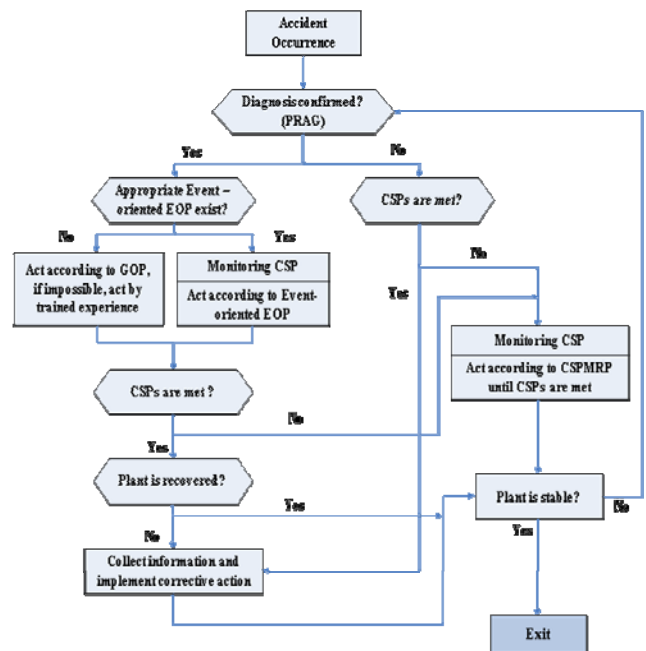 Accident
Occurrence
Diagnosis confirmed?
(PRAG)
Yes
No
Appropriate Event –
oriented EOP exist?
CSPs are met?
No
Yes
No
Act according to GOP,
if impossible, act by
trained experience
Monitoring CSP
Act according to Event-
oriented EOP
Yes
Monitoring CSP
Act according to CSPMRP
until CSPs are met
CSPs are met ?
No
Yes
Plant is recovered?
Yes
Plant is stable?
No
No
Yes
Collect information and
implement corrective action
Exit